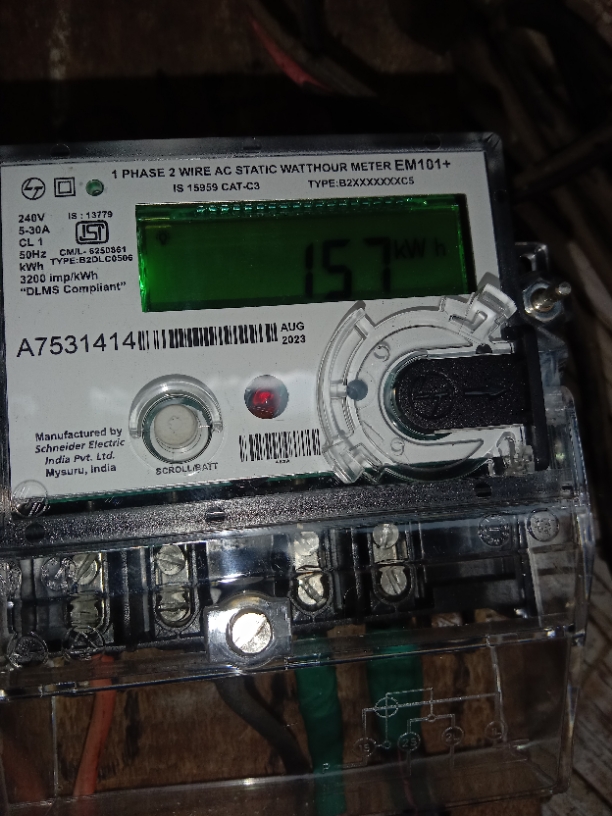 1 PHASE 2 WIRE AC STATIC WATTHOUR METER EM101+
IS 15959 CAT-C3 TYPE:B2XXXXXXXC5
240V
5-30A
CL 1
50Hz
kWh
3200 imp/kWh
"DLMS Compliant"
IS : 13779
ISI
CM/L- 6250861
TYPE:B2DLC0506
157 kWh
A7531414
AUG
2023
Manufactured by
Schneider Electric
India Pvt. Ltd.
Mysuru, India
SCROLL/BATT